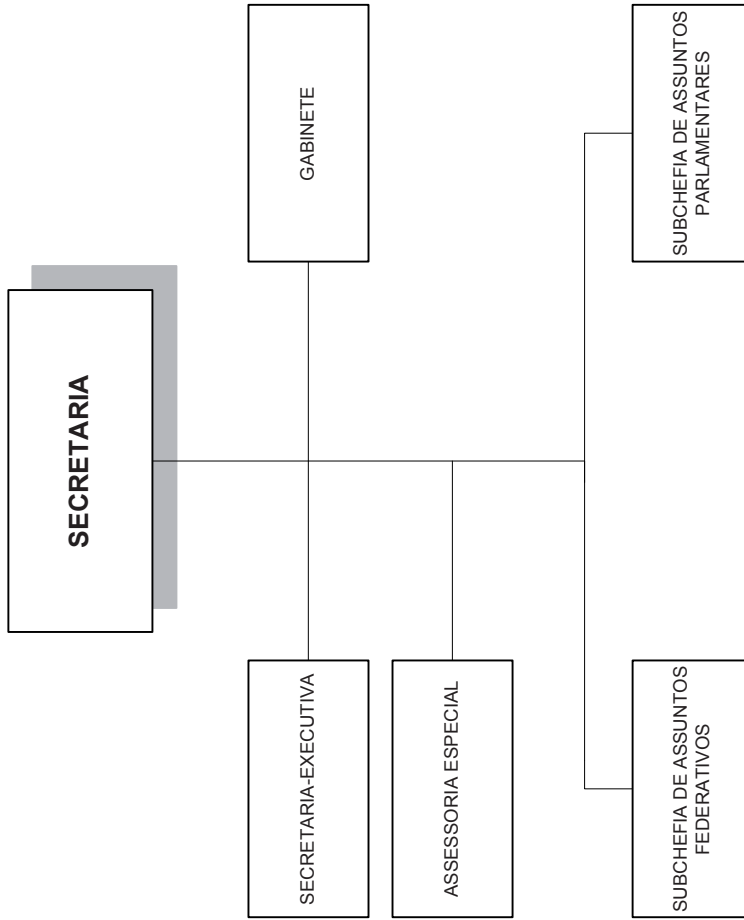 SECRETARIA
GABINETE
SECRETARIA-EXECUTIVA
ASSESSORIA ESPECIAL
SUBCHEFIA DE ASSUNTOS
FEDERATIVOS
SUBCHEFIA DE ASSUNTOS
PARLAMENTARES